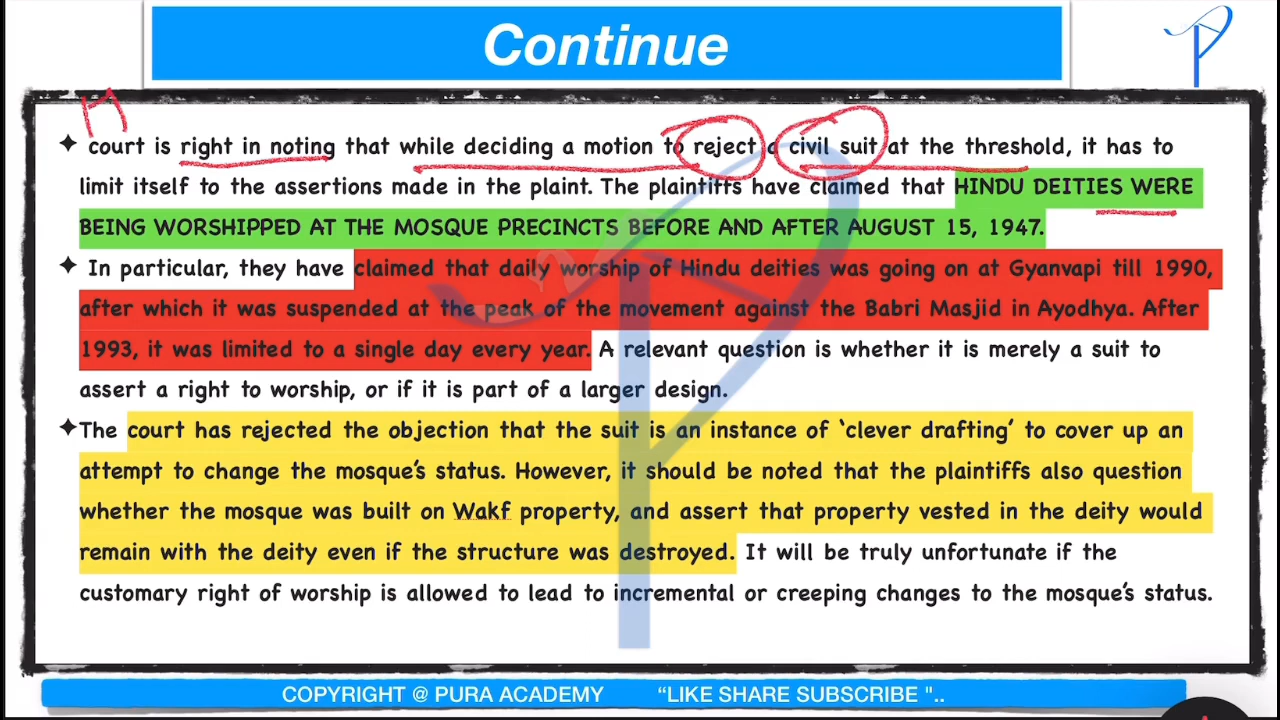 Continue
✦ court is right in noting that while deciding a motion to reject a civil suit at the threshold, it has to
limit itself to the assertions made in the plaint. The plaintiffs have claimed that HINDU DEITIES WERE
BEING WORSHIPPED AT THE MOSQUE PRECINCTS BEFORE AND AFTER AUGUST 15, 1947.
✦ In particular, they have claimed that daily worship of Hindu deities was going on at Gyanvapi till 1990,
after which it was suspended at the peak of the movement against the Babri Masjid in Ayodhya. After
1993, it was limited to a single day every year. A relevant question is whether it is merely a suit to
assert a right to worship, or if it is part of a larger design.
✦The court has rejected the objection that the suit is an instance of ‘clever drafting’ to cover up an
attempt to change the mosque’s status. However, it should be noted that the plaintiffs also question
whether the mosque was built on Wakf property, and assert that property vested in the deity would
remain with the deity even if the structure was destroyed. It will be truly unfortunate if the
customary right of worship is allowed to lead to incremental or creeping changes to the mosque’s status.
COPYRIGHT @ PURA ACADEMY “LIKE SHARE SUBSCRIBE "..